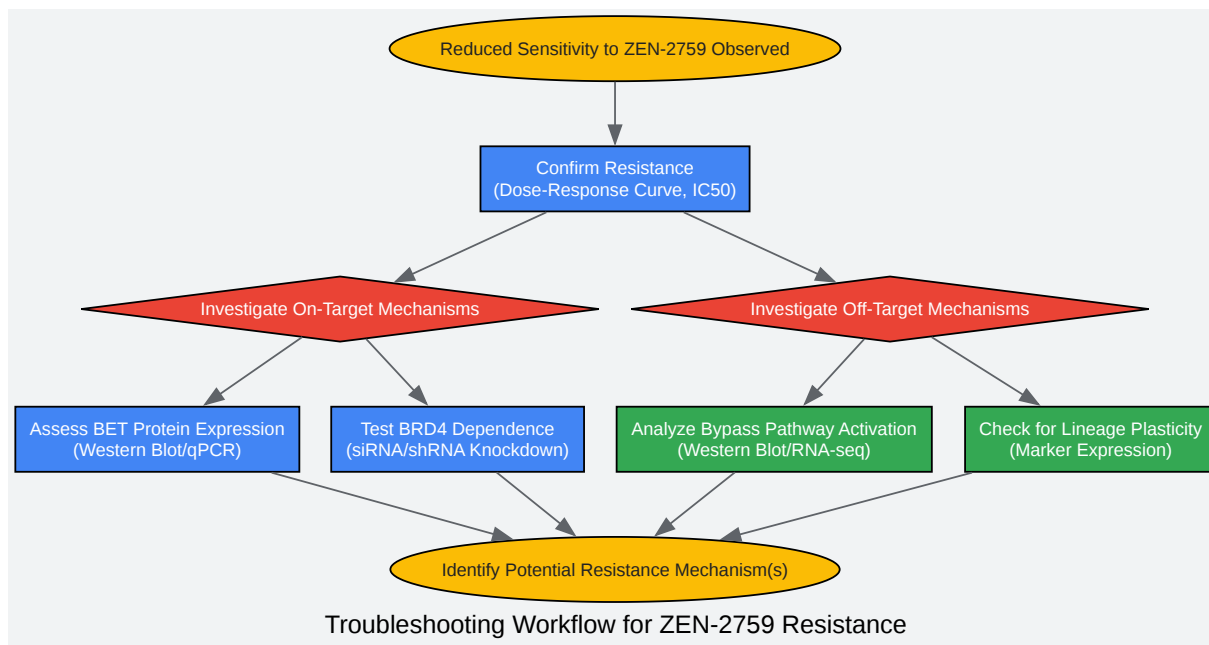 Reduced Sensitivity to ZEN-2759 Observed
Confirm Resistance
(Dose-Response Curve, IC50)
Investigate On-Target Mechanisms
Investigate Off-Target Mechanisms
Assess BET Protein Expression
(Western Blot/qPCR)
Test BRD4 Dependence
(siRNA/shRNA Knockdown)
Analyze Bypass Pathway Activation
(Western Blot/RNA-seq)
Check for Lineage Plasticity
(Marker Expression)
Identify Potential Resistance Mechanism(s)
Troubleshooting Workflow for ZEN-2759 Resistance